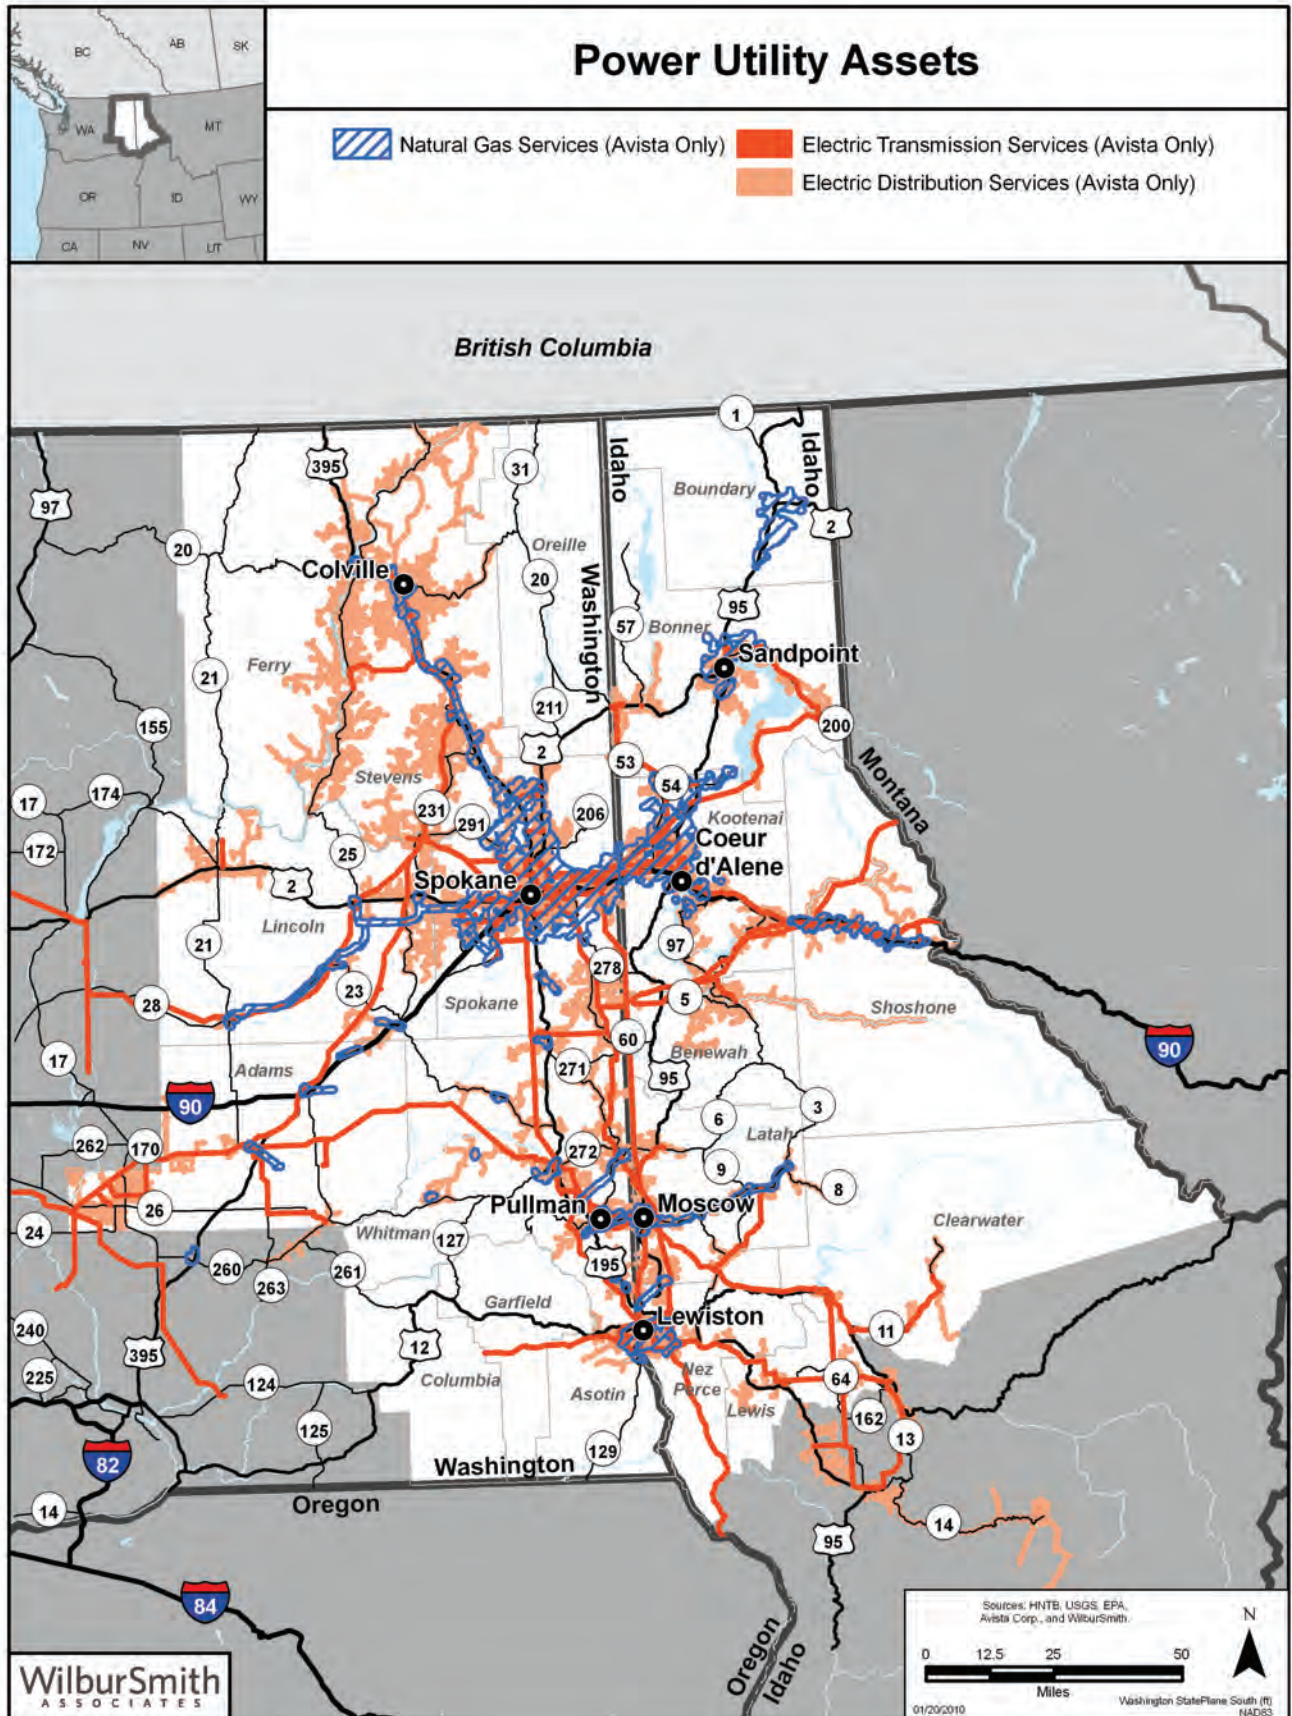 BC
AB
SK
WA
MT
OR
ID
WY
CA
NV
UT
Power Utility Assets
Natural Gas Services (Avista Only)
Electric Transmission Services (Avista Only)
Electric Distribution Services (Avista Only)
British Columbia
1
Idaho
Idaho
395
31
Boundary
97
2
20
Oreille
Colville
20
Washington
95
57
Bonner
Sandpoint
Ferry
21
211
200
155
2
53
Montana
Stevens
54
17
174
231
291
206
Kootenai
172
25
Coeur
d'Alene
2
Spokane
Lincoln
21
97
278
23
28
Spokane
5
Shoshone
60
90
17
Benewah
271
Adams
95
90
6
3
262
170
Latah
272
9
8
Pullman
Moscow
26
24
Whitman
127
Clearwater
260
263
261
195
Garfield
Lewiston
240
12
11
395
225
124
Columbia
Asotin
Nez
Perce
64
Lewis
162
125
13
129
82
Washington
Oregon
14
14
95
84
Oregon
Idaho
Sources: HNTB, USGS, EPA,
Avista Corp., and WilburSmith.
N
0 12.5 25 50
Miles
01/20/2010
Washington StatePlane South (ft)
NAD83
WilburSmith
ASSOCIATES